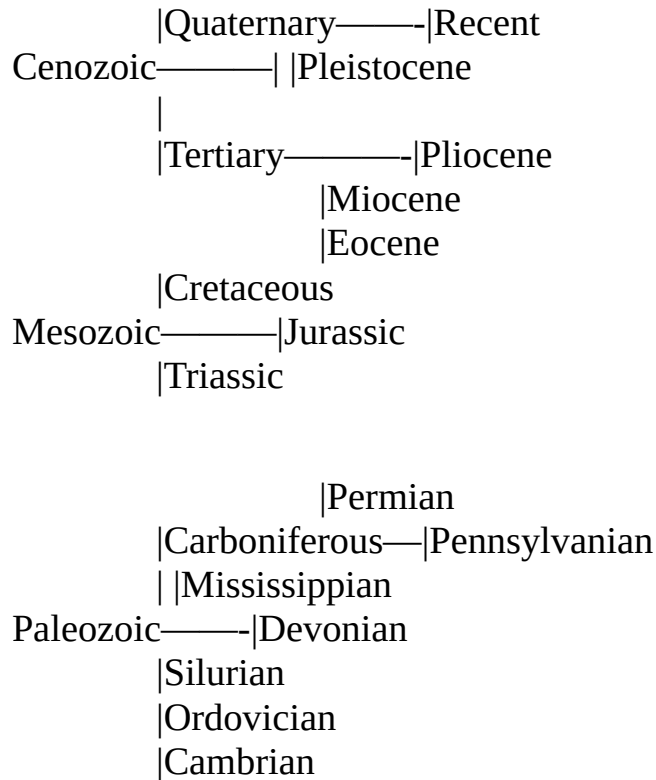 |Quaternary——-|Recent
Cenozoic———| |Pleistocene
|
|Tertiary———-|Pliocene
|Miocene
|Eocene
|Cretaceous
Mesozoic———|Jurassic
|Triassic
|Permian
|Carboniferous—|Pennsylvanian
| |Mississippian
Paleozoic——-|Devonian
|Silurian
|Ordovician
|Cambrian